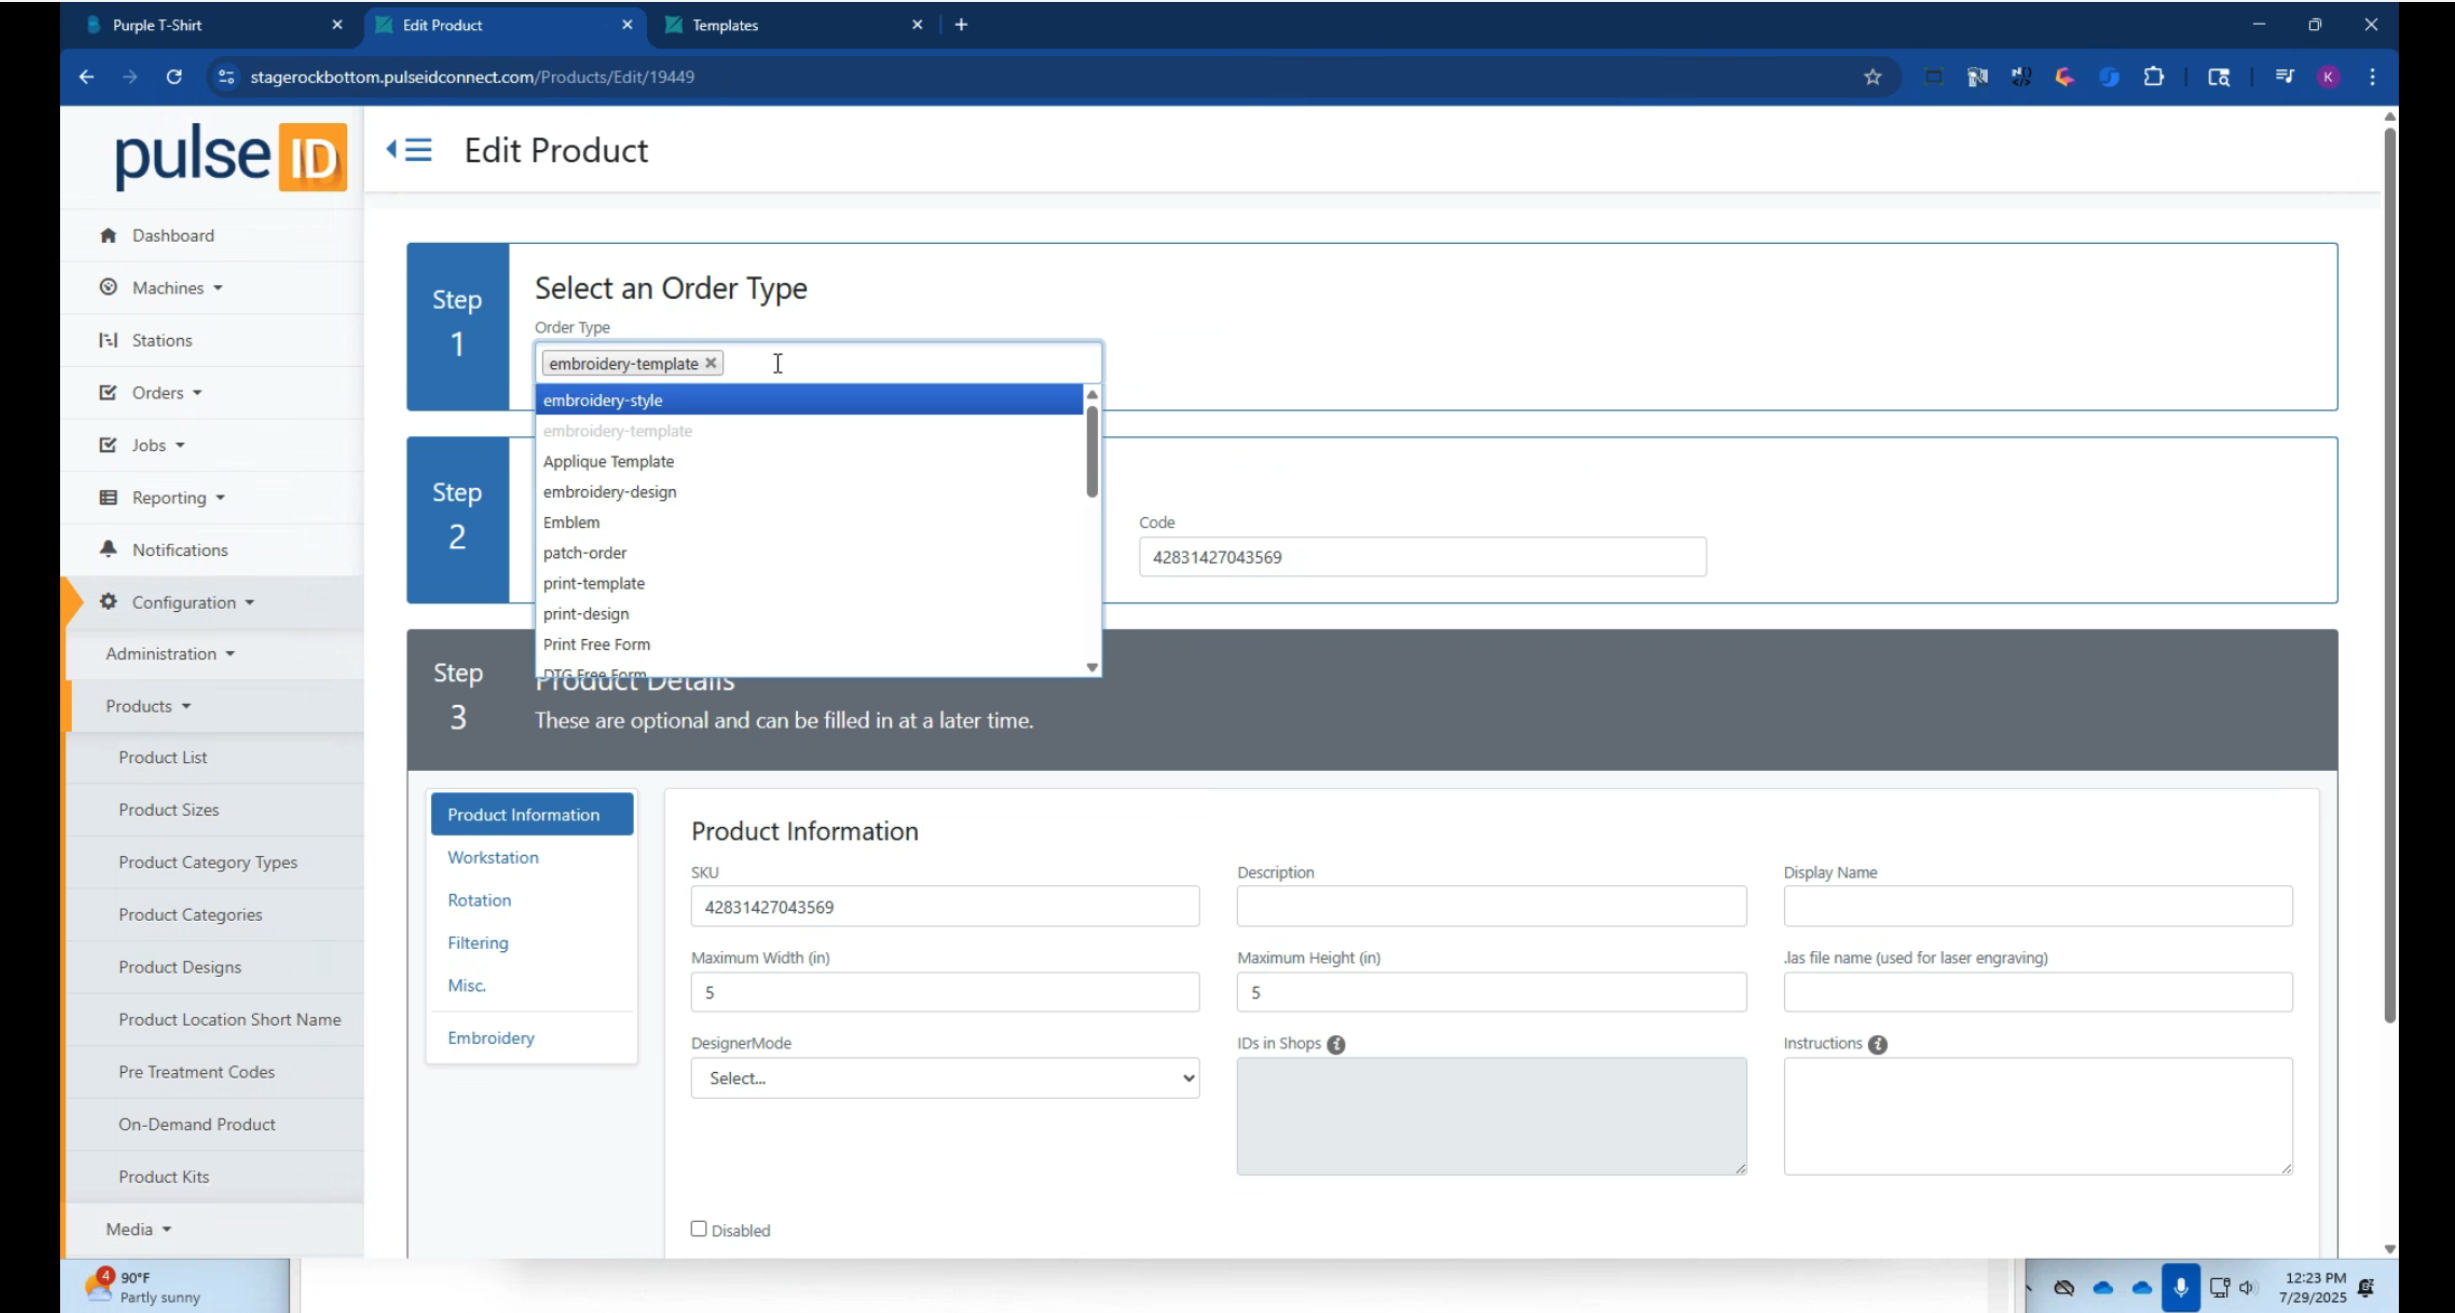 Purple T-Shirt
Edit Product
Templates
stagerockbottom.pulseidconnect.com/Products/Edit/19449
K
pulse ID
Edit Product
Dashboard
Machines
Stations
Orders
Jobs
Reporting
Notifications
Configuration
Administration
Products
Product List
Product Sizes
Product Category Types
Product Categories
Product Designs
Product Location Short Name
Pre Treatment Codes
On-Demand Product
Product Kits
Media
Step
1
Select an Order Type
Order Type
embroidery-template
embroidery-style
embroidery-template
Applique Template
embroidery-design
Emblem
patch-order
print-template
print-design
Print Free Form
DTG Free Form
Step
2
Code
42831427043569
Step
3
Product Details
These are optional and can be filled in at a later time.
Product Information
Workstation
Rotation
Filtering
Misc.
Embroidery
Product Information
SKU
42831427043569
Description
Display Name
Maximum Width (in)
5
Maximum Height (in)
5
.las file name (used for laser engraving)
DesignerMode
Select...
IDs in Shops
Instructions
Disabled
4
90°F
Partly sunny
12:23 PM
7/29/2025